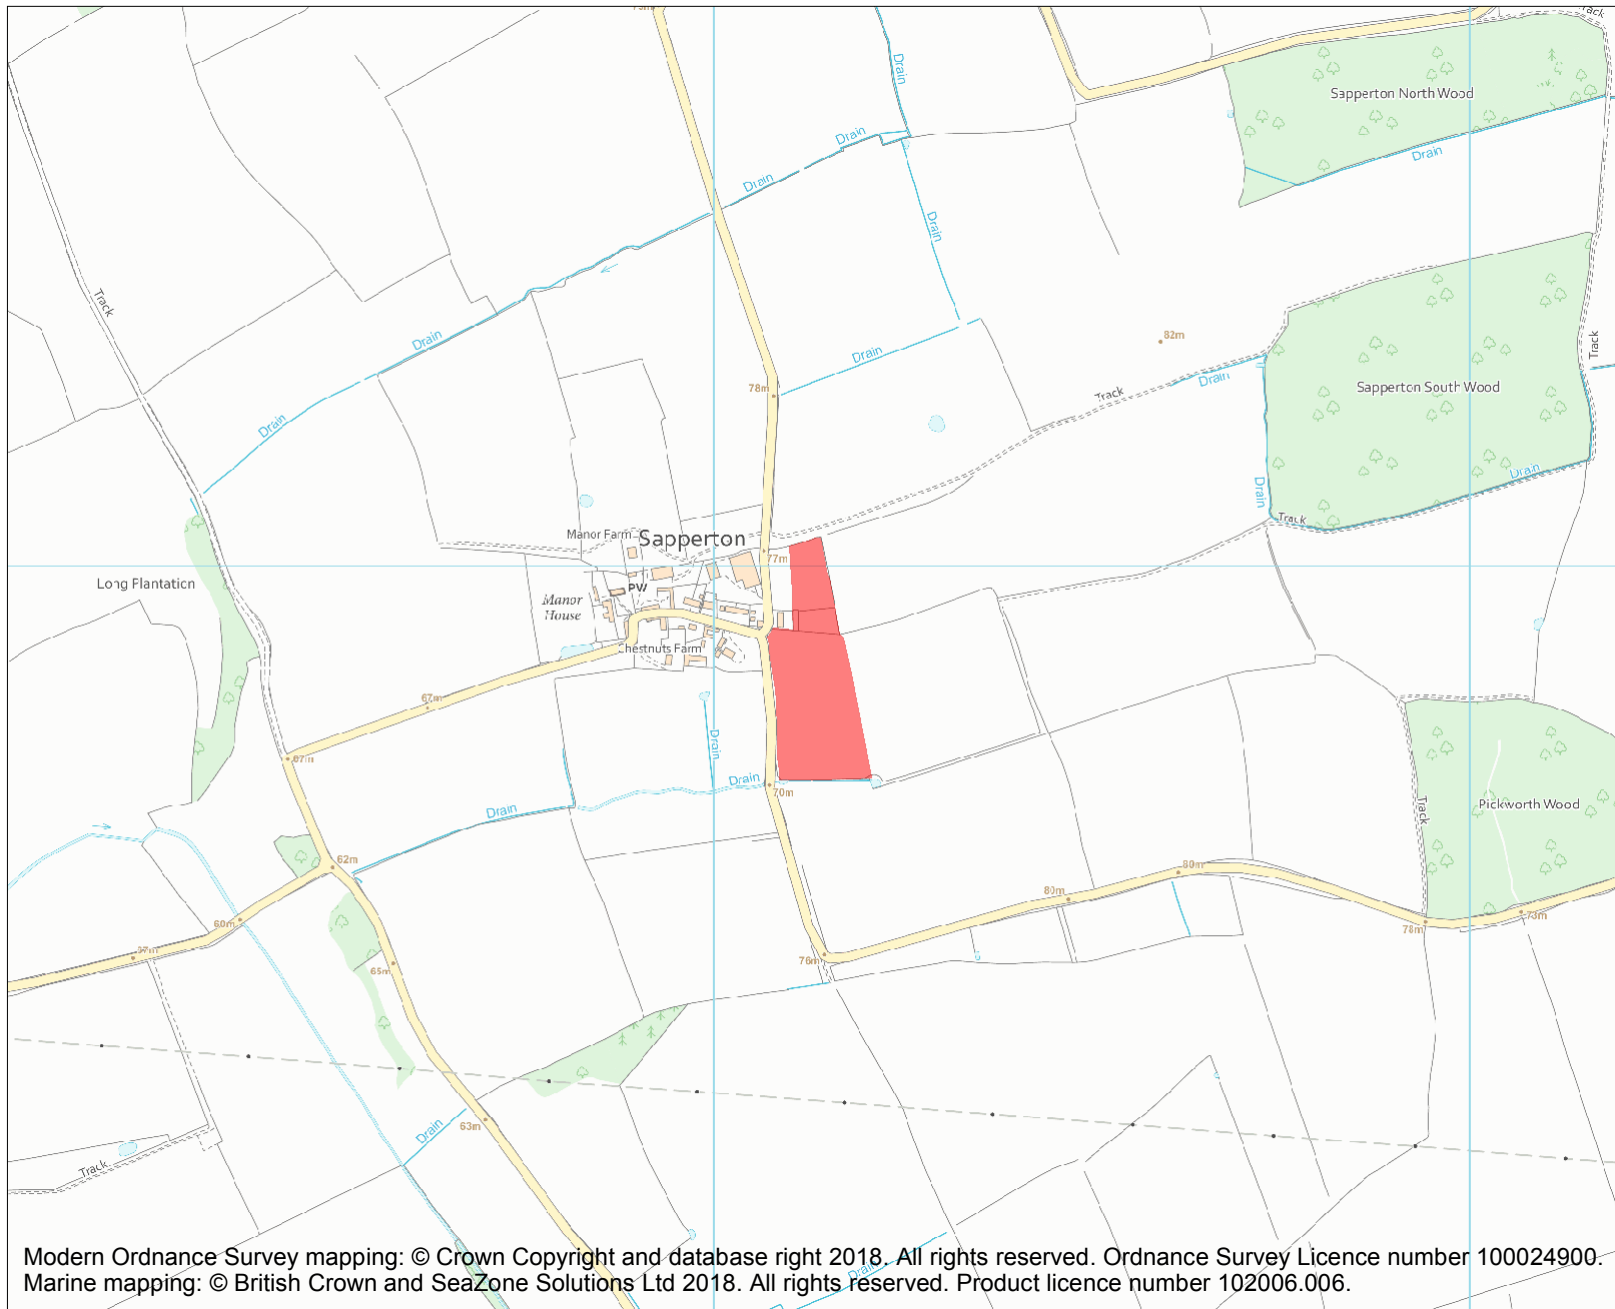 Track
Drain
Sapperton North Wood
Drain
Drain
Drain
Drain
Drain
Track
82m
Drain
Track
Drain
78m
Drain
Track
Sapperton South Wood
Drain
Drain
Drain
Track
Manor Farm
Sapperton
77m
Long Plantation
PW
Manor
House
Chestnuts Farm
67m
Drain
67m
Drain
70m
Drain
Track
Pickworth Wood
62m
80m
80m
60m
73m
78m
65m
76m
63m
Drain
Track
Drain
Modern Ordnance Survey mapping: © Crown Copyright and database right 2018. All rights reserved. Ordnance Survey Licence number 100024900.
Marine mapping: © British Crown and SeaZone Solutions Ltd 2018. All rights reserved. Product licence number 102006.006.